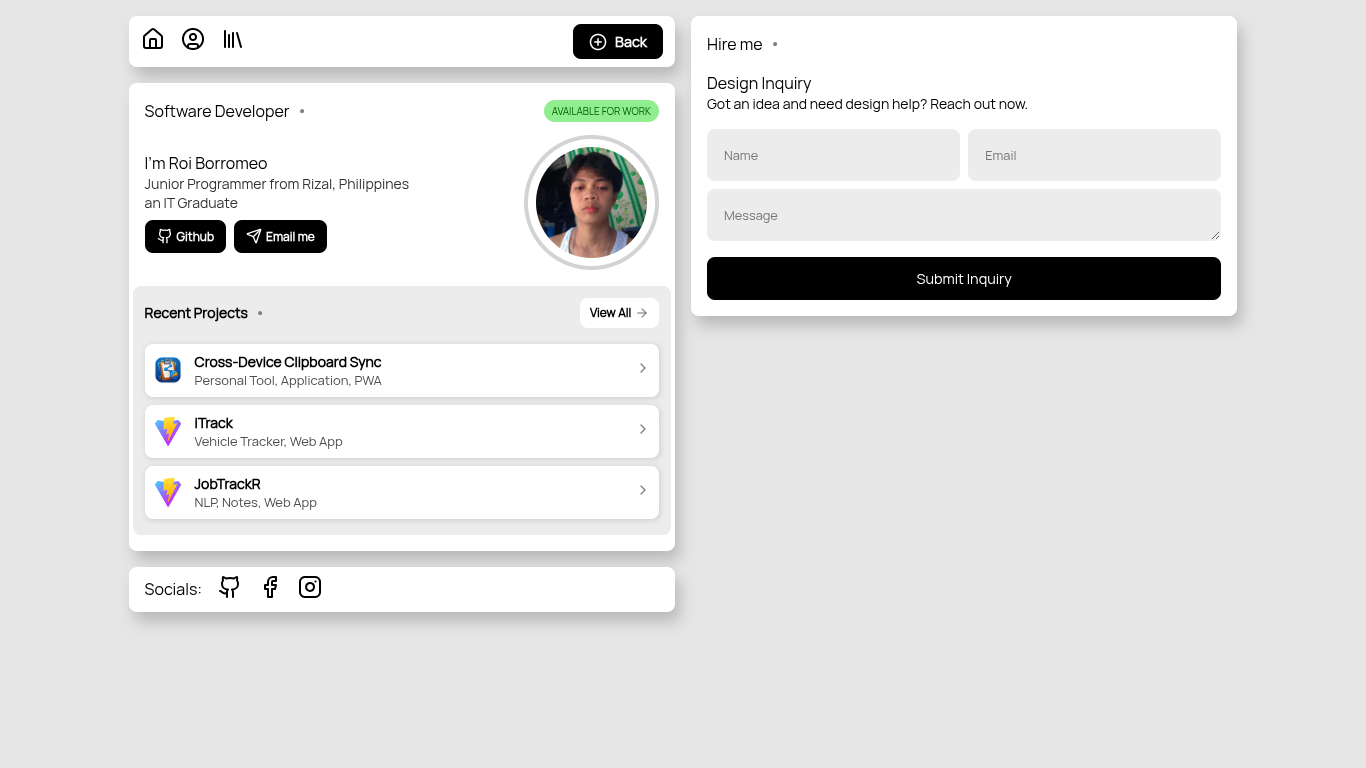 Back
Software Developer
AVAILABLE FOR WORK
I'm Roi Borromeo
Junior Programmer from Rizal, Philippines
an IT Graduate
Github
Email me
Recent Projects
View All
Cross-Device Clipboard Sync
Personal Tool, Application, PWA
iTrack
Vehicle Tracker, Web App
JobTrackR
NLP, Notes, Web App
Socials:
Hire me
Design Inquiry
Got an idea and need design help? Reach out now.
Name
Email
Message
Submit Inquiry